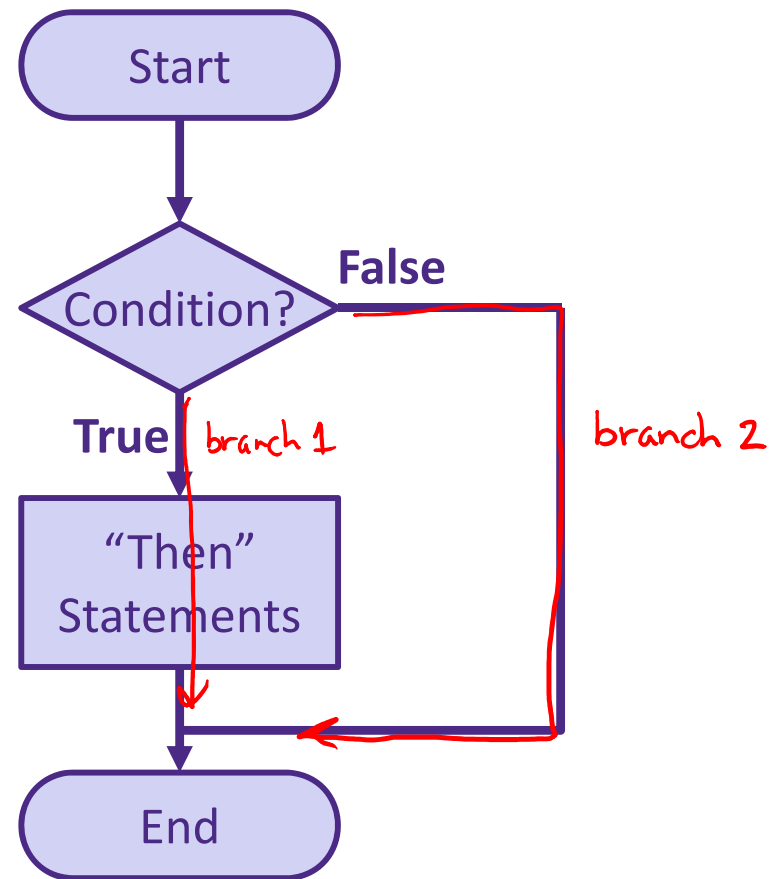 Start
False
Condition?
True
branch 1
branch 2
“Then”
Statements
End